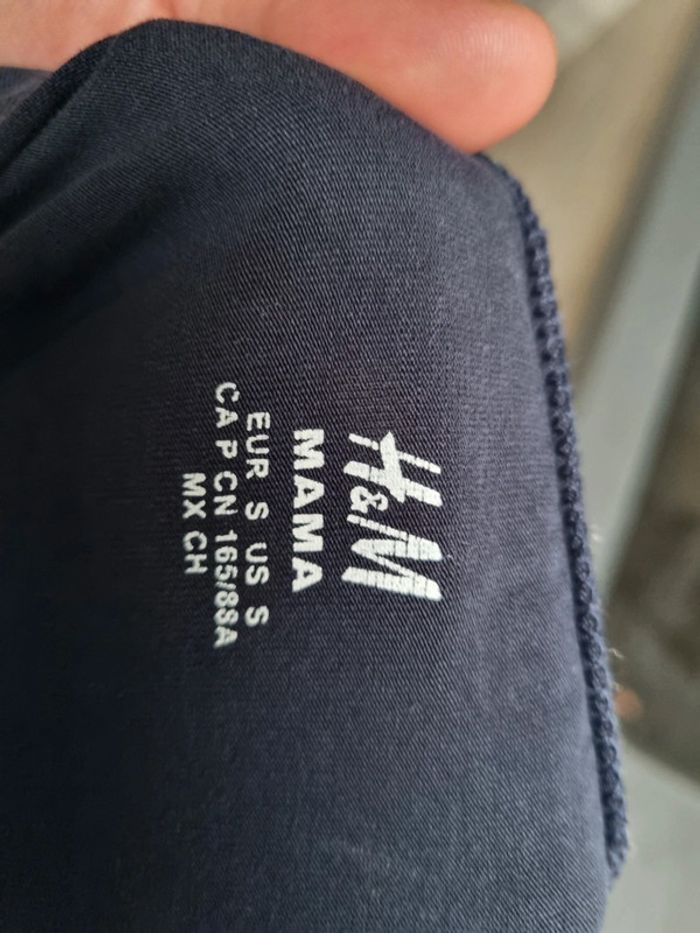 H&M
MAMA
EUR S US S
CA P CN 165/88A
MX CH